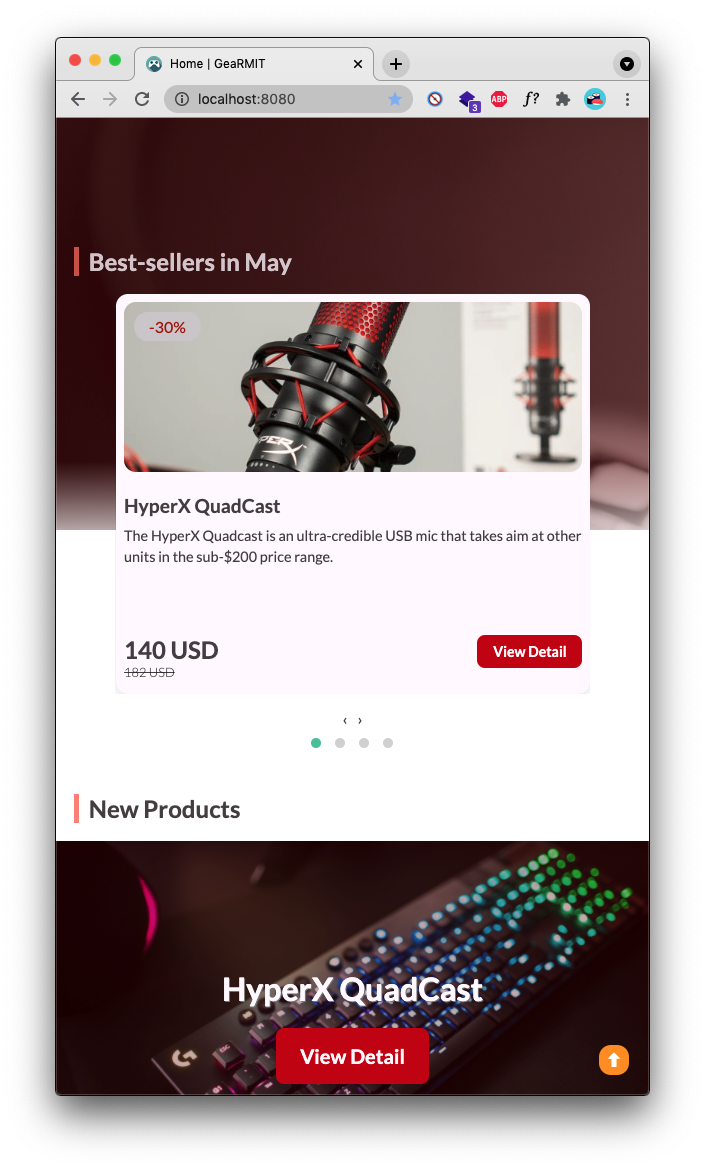 Home | GeaRMIT
localhost:8080
3
ABP
f?
Best-sellers in May
-30%
HYPERX
HyperX QuadCast
The HyperX Quadcast is an ultra-credible USB mic that takes aim at other
units in the sub-$200 price range.
140 USD
182 USD
View Detail
‹ ›
New Products
HyperX QuadCast
View Detail